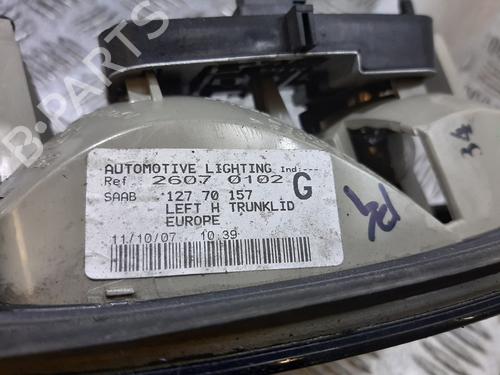 B-PARTS
AUTOMOTIVE LIGHTING Ind:---
Ref 2607 0102 G
SAAB 127 70 157
LEFT H TRUNKLID
EUROPE
11/10/07 10 39
34